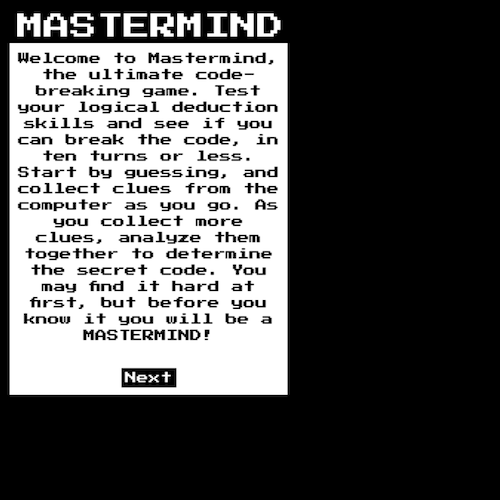 MASTERMIND
Welcome to Mastermind,
the ultimate code-
breaking game. Test
your logical deduction
skills and see if you
can break the code, in
ten turns or less.
Start by guessing, and
collect clues from the
computer as you go. As
you collect more
clues, analyze them
together to determine
the secret code. You
may find it hard at
first, but before you
know it you will be a
MASTERMIND!
Next